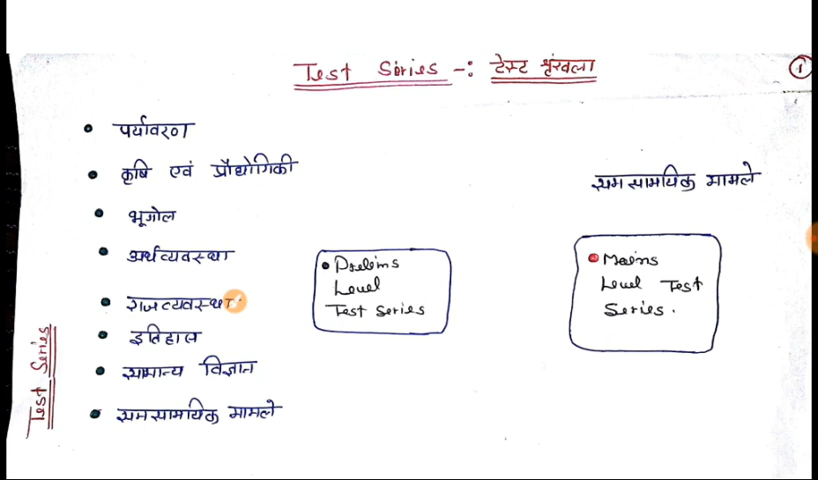 Test Series -: टेस्ट श्रृंखला
1
पर्यावरण
कृषि एवं प्रौद्योगिकी
भूगोल
अर्थव्यवस्था
राजव्यवस्था
इतिहास
सामान्य विज्ञान
समसामयिक मामले
Prelims
Level
Test Series
समसामयिक मामले
Mains
Level Test
Series.
Test Series